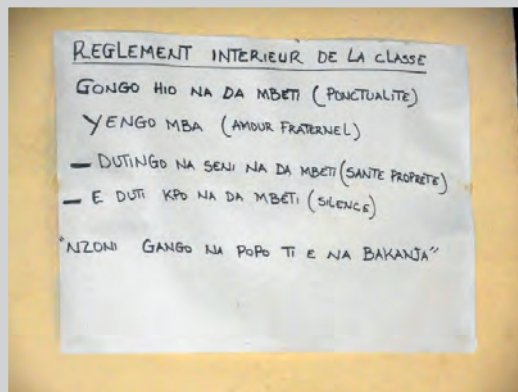 REGLEMENT INTERIEUR DE LA CLASSE
GONGO HIO NA DA MBETI (PONCTUALITE)
YENGO MBA (AMOUR FRATERNEL)
— DUTINGO NA SENI NA DA MBETI (SANTE PROPRETE)
— E DUTI KPO NA DA MBETI (SILENCE)
"NZONI GANGO NA POPO TI E NA BAKANJA"